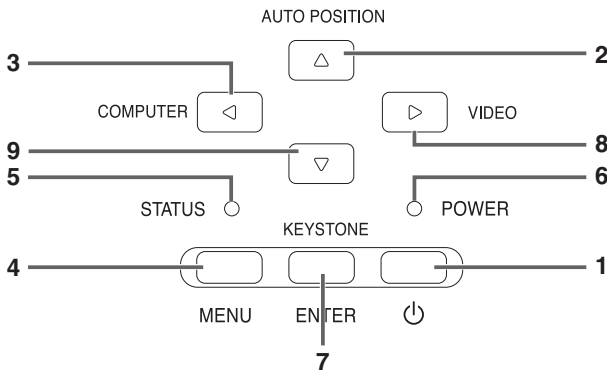 AUTO POSITION
3
2
COMPUTER
VIDEO
9
8
5
6
STATUS
POWER
KEYSTONE
4
1
MENU
ENTER
7